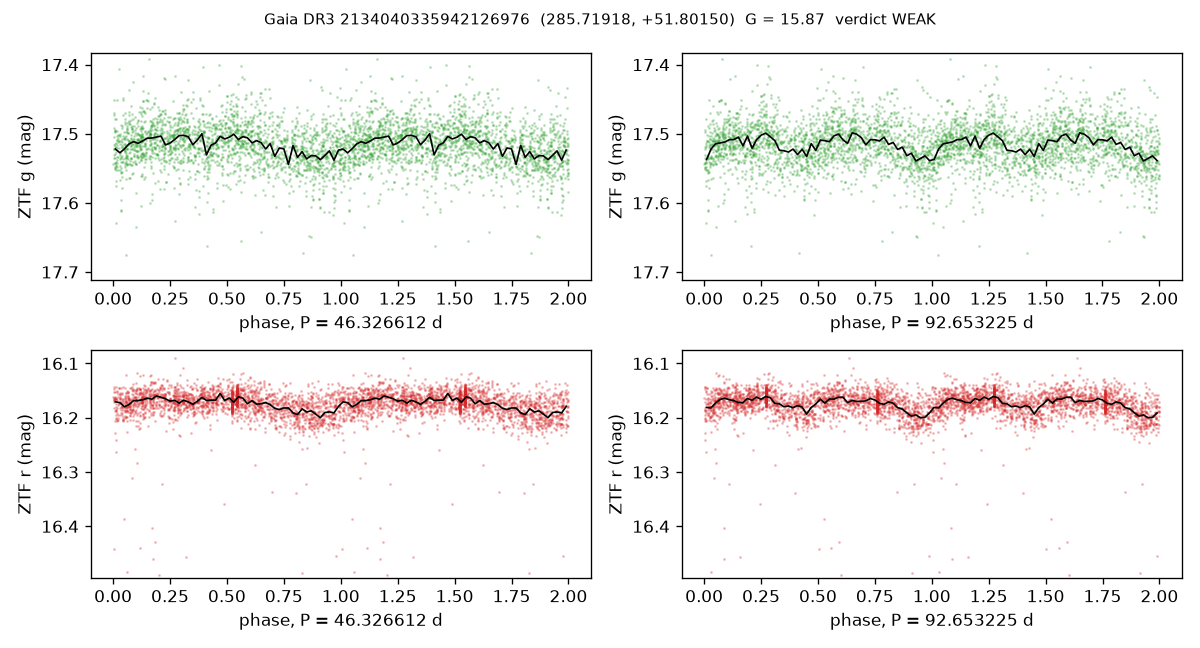 Gaia DR3 2134040335942126976  (285.71918, +51.80150)  G = 15.87  verdict WEAK
17.4
17.5
17.6
17.7
ZTF g (mag)
0.00 0.25 0.50 0.75 1.00 1.25 1.50 1.75 2.00
phase, P = 46.326612 d
17.4
17.5
17.6
17.7
ZTF g (mag)
0.00 0.25 0.50 0.75 1.00 1.25 1.50 1.75 2.00
phase, P = 92.653225 d
16.1
16.2
16.3
16.4
ZTF r (mag)
0.00 0.25 0.50 0.75 1.00 1.25 1.50 1.75 2.00
phase, P = 46.326612 d
16.1
16.2
16.3
16.4
ZTF r (mag)
0.00 0.25 0.50 0.75 1.00 1.25 1.50 1.75 2.00
phase, P = 92.653225 d